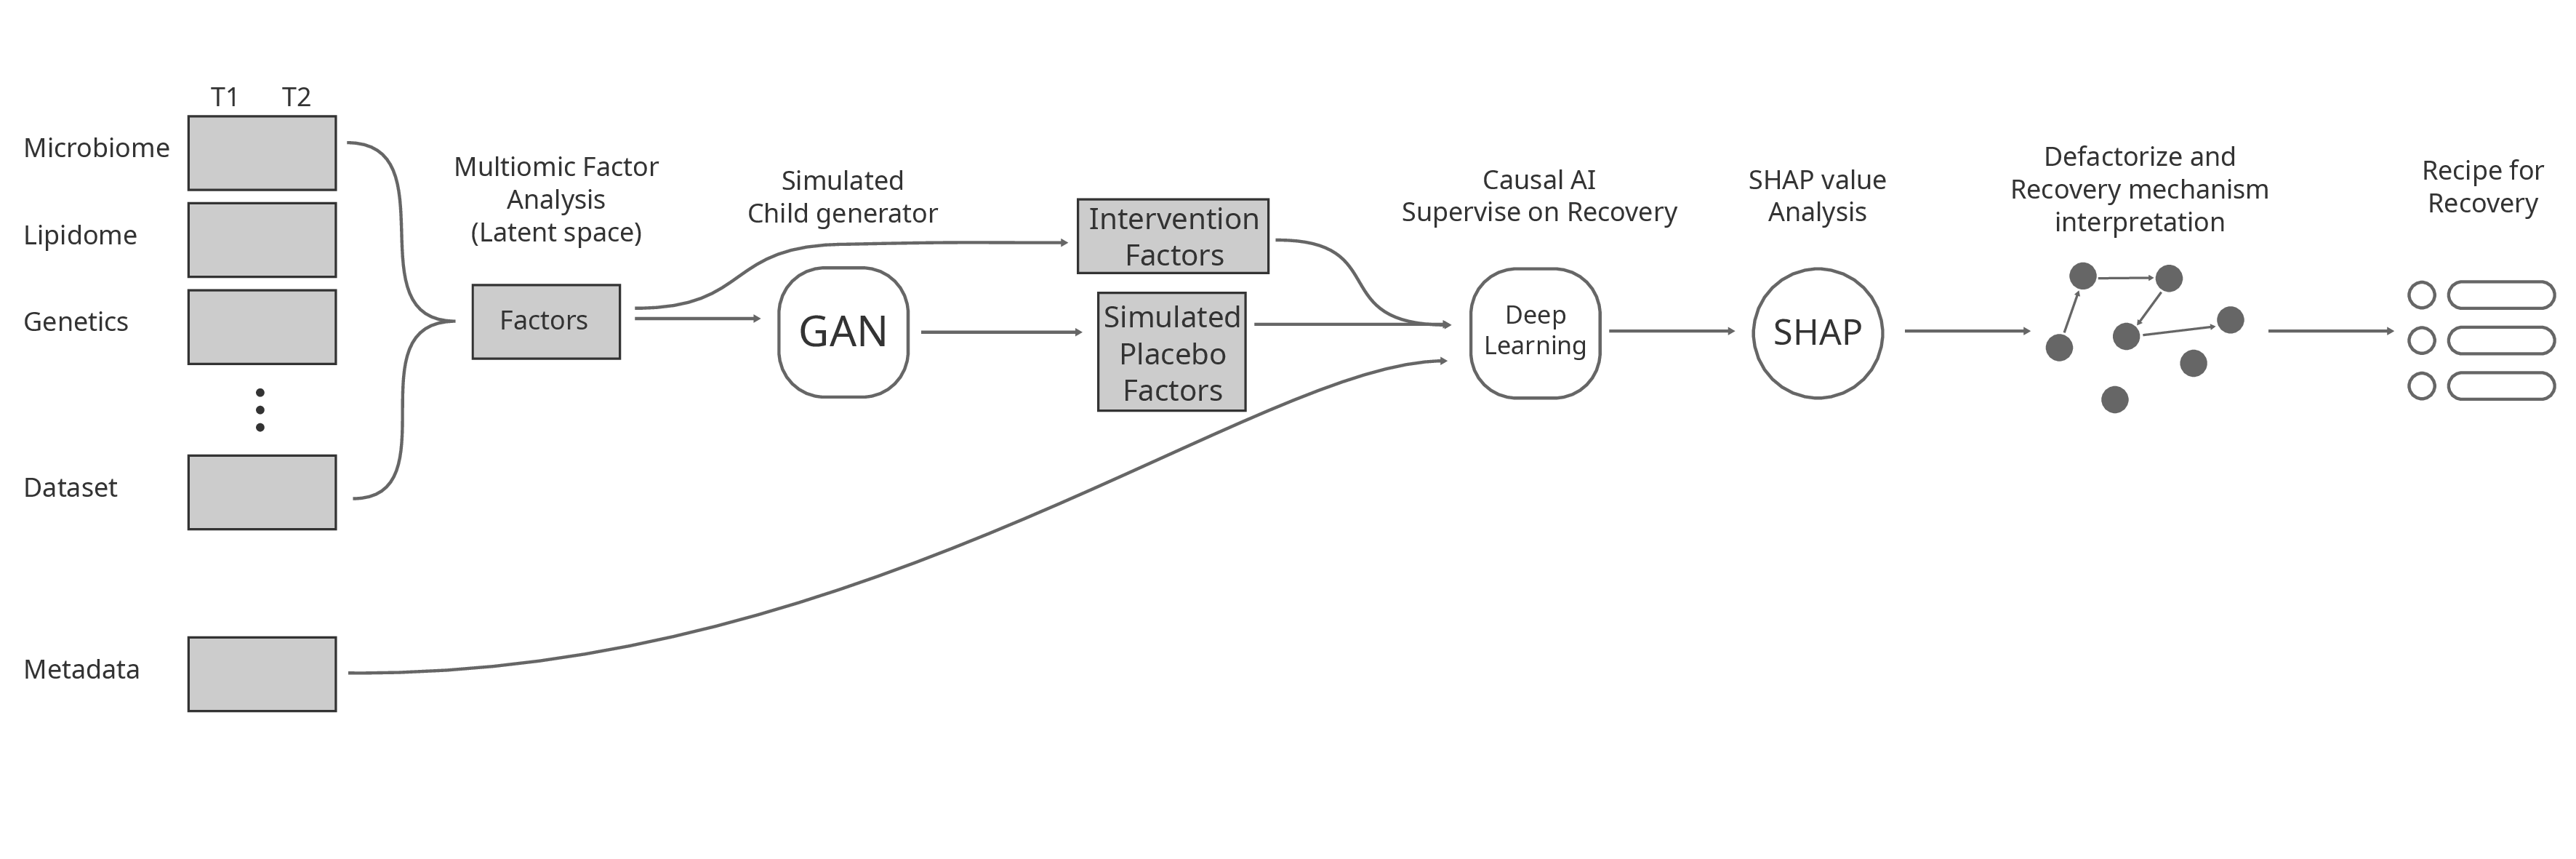 T1 T2
Microbiome
Lipidome
Genetics
Dataset
Metadata
Multiomic Factor
Analysis
(Latent space)
Factors
Simulated
Child generator
GAN
Intervention
Factors
Simulated
Placebo
Factors
Causal AI
Supervise on Recovery
Deep
Learning
SHAP value
Analysis
SHAP
Defactorize and
Recovery mechanism
interpretation
Recipe for
Recovery